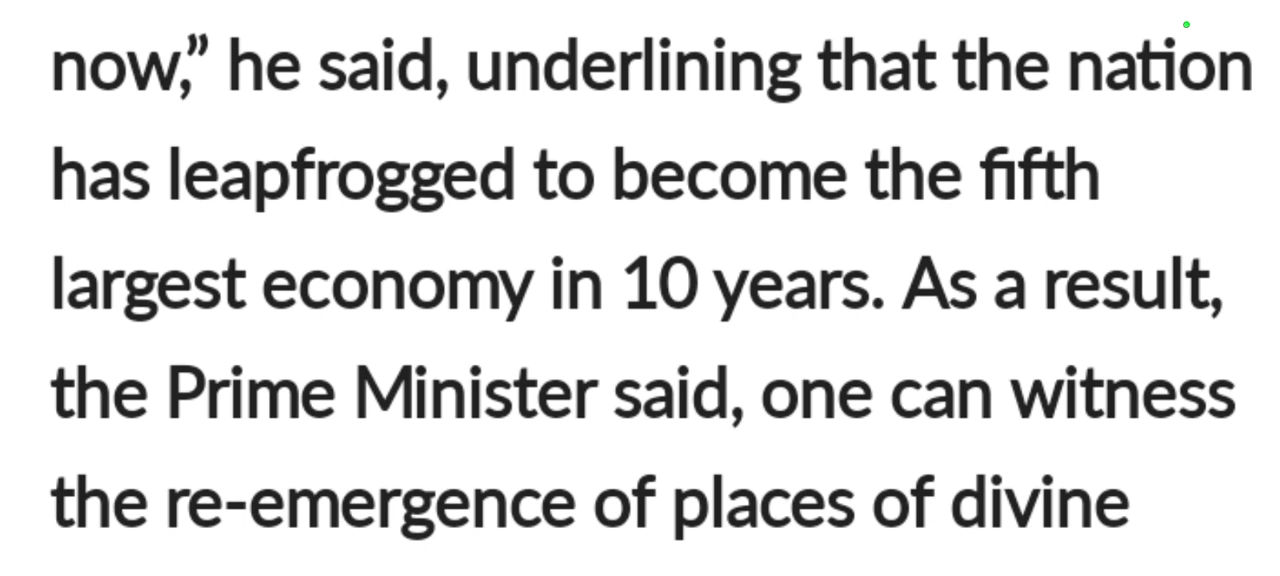 now,” he said, underlining that the nation
has leapfrogged to become the fifth
largest economy in 10 years. As a result,
the Prime Minister said, one can witness
the re-emergence of places of divine